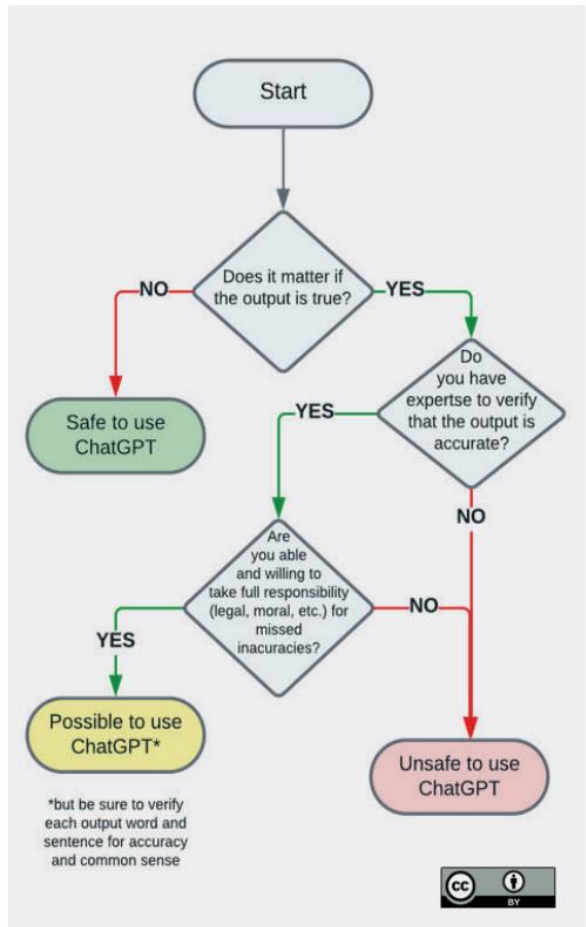 Start
Does it matter if
the output is true?
NO
YES
Safe to use
ChatGPT
Do
you have
expertse to verify
that the output is
accurate?
YES
NO
Are
you able
and willing to
take full responsibility
(legal, moral, etc.) for
missed
inacuracies?
YES
NO
Possible to use
ChatGPT*
*but be sure to verify
each output word and
sentence for accuracy
and common sense
Unsafe to use
ChatGPT
cc
BY